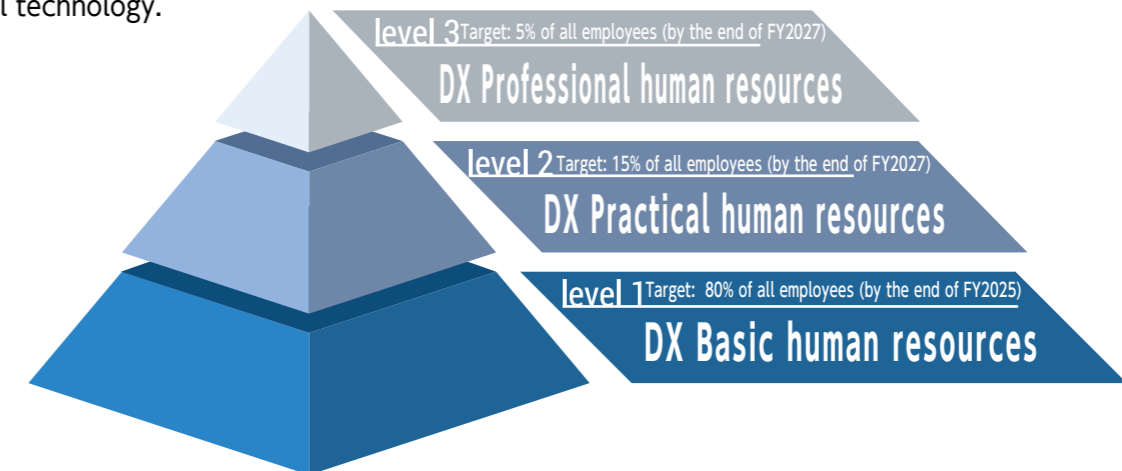 l technology.
level 3 Target: 5% of all employees (by the end of FY2027)
DX Professional human resources
level 2 Target: 15% of all employees (by the end of FY2027)
DX Practical human resources
level 1 Target: 80% of all employees (by the end of FY2025)
DX Basic human resources